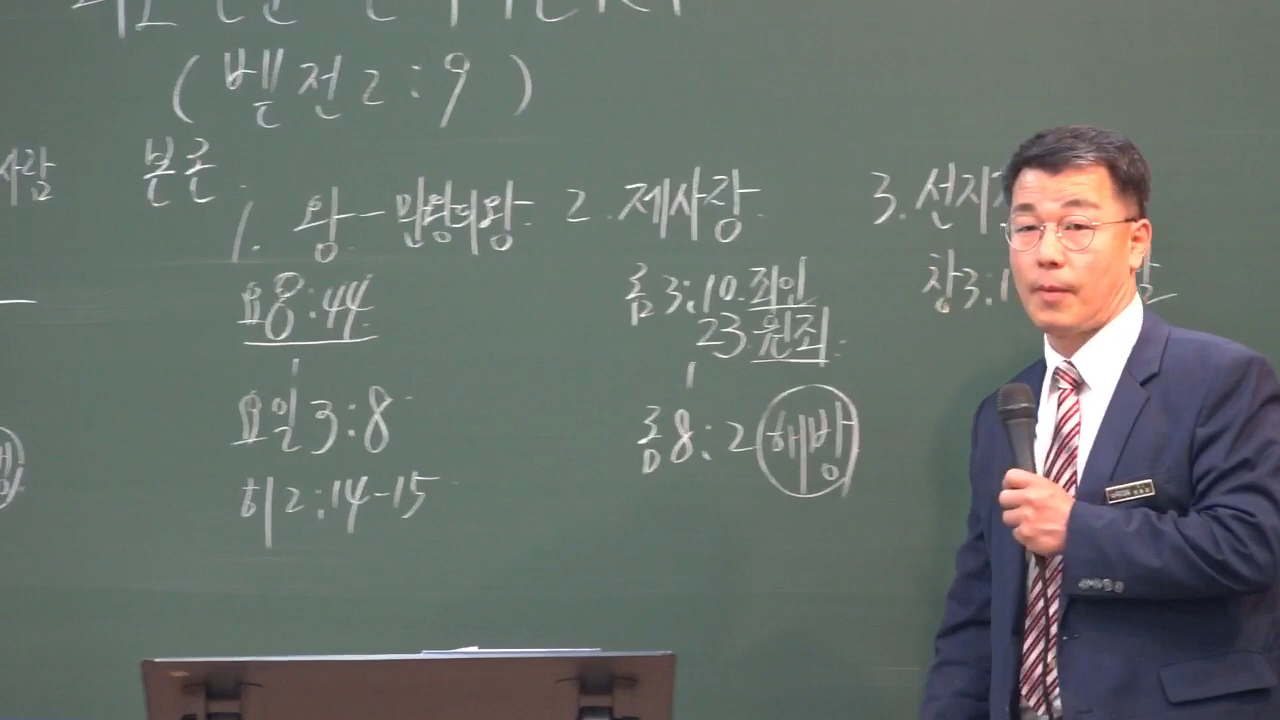 (벧전2:9)
사람
본론.
1. 왕-만왕의왕.
요8:44
요일3:8
히2:14-15
2. 제사장.
롬3:10.죄인
23.원죄.
롬8:2 해방
3. 선지
창3:1